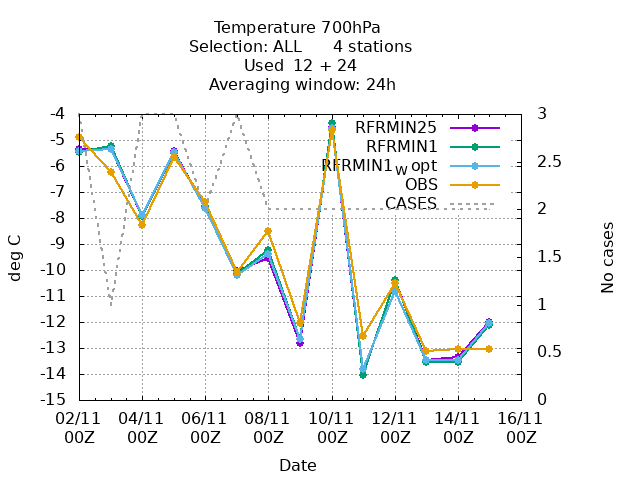 Temperature 700hPa
Selection: ALL 4 stations
Used 12 + 24
Averaging window: 24h
-4
-5
-6
-7
-8
-9
-10
-11
-12
-13
-14
-15
deg C
RFRMIN25
RFRMIN1
RFRMIN1_w opt
OBS
CASES
3
2.5
2
1.5
1
0.5
0
No cases
02/11 04/11 06/11 08/11 10/11 12/11 14/11 16/11
00Z 00Z 00Z 00Z 00Z 00Z 00Z 00Z
Date